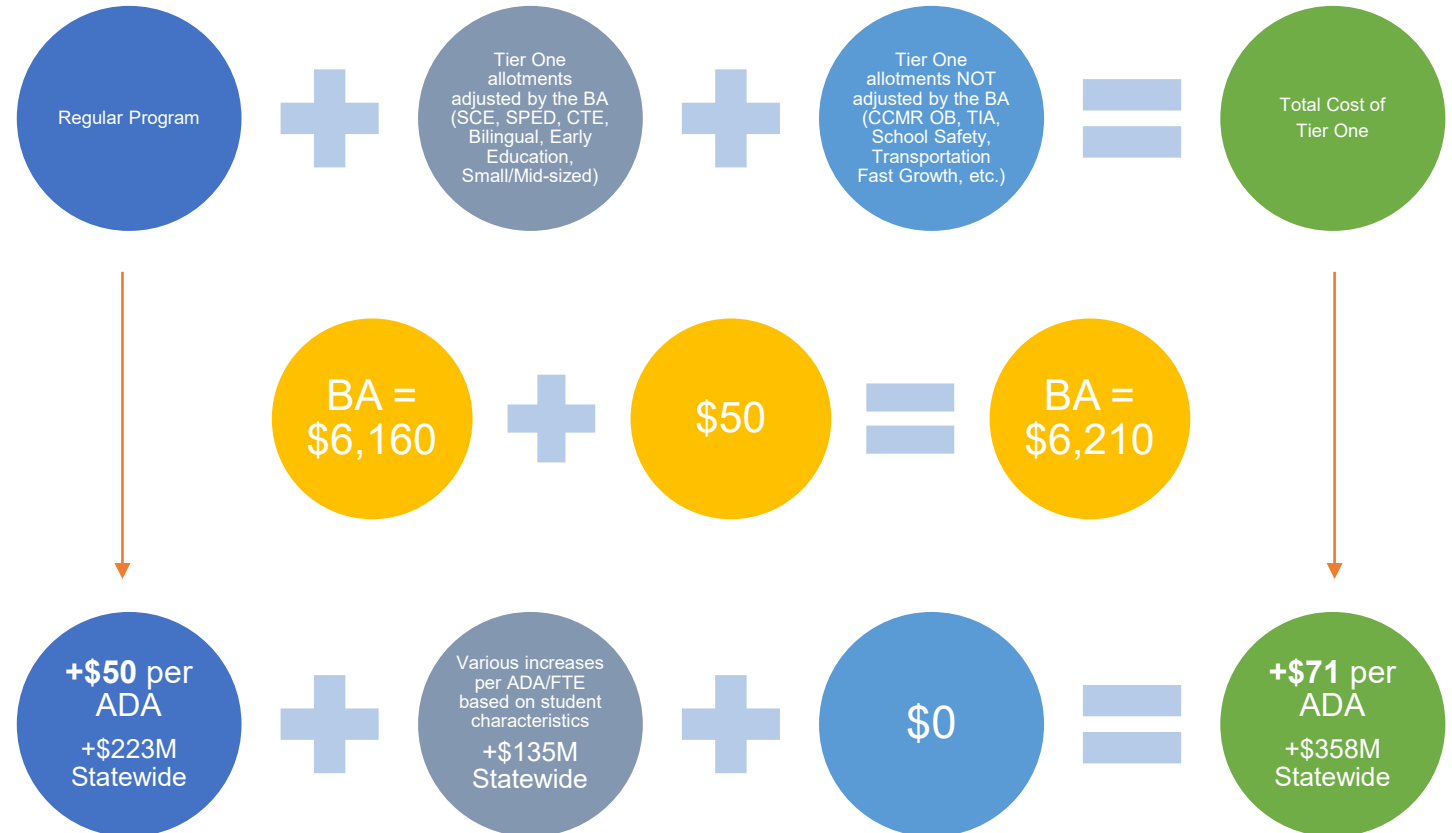 Regular Program
Tier One
allotments
adjusted by the BA
(SCE, SPED, CTE,
Bilingual, Early
Education,
Small/Mid-sized)
Tier One
allotments NOT
adjusted by the BA
(CCMR OB, TIA,
School Safety,
Transportation
Fast Growth, etc.)
Total Cost of
Tier One
BA =
$6,160
$50
BA =
$6,210
+$50 per
ADA
+$223M
Statewide
Various increases
per ADA/FTE
based on student
characteristics
+$135M
Statewide
$0
+$71 per
ADA
+$358M
Statewide